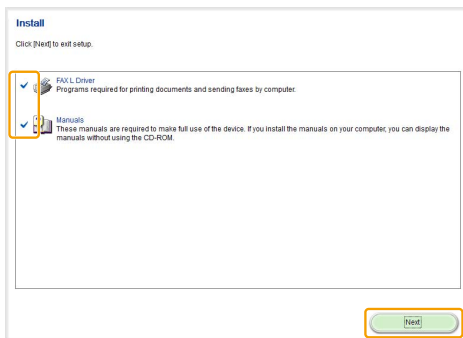 Install
Click [Next] to exit setup.
FAX L Driver
Programs required for printing documents and sending faxes by computer.
Manuals
These manuals are required to make full use of the device. If you install the manuals on your computer, you can display the
manuals without using the CD-ROM.
Next